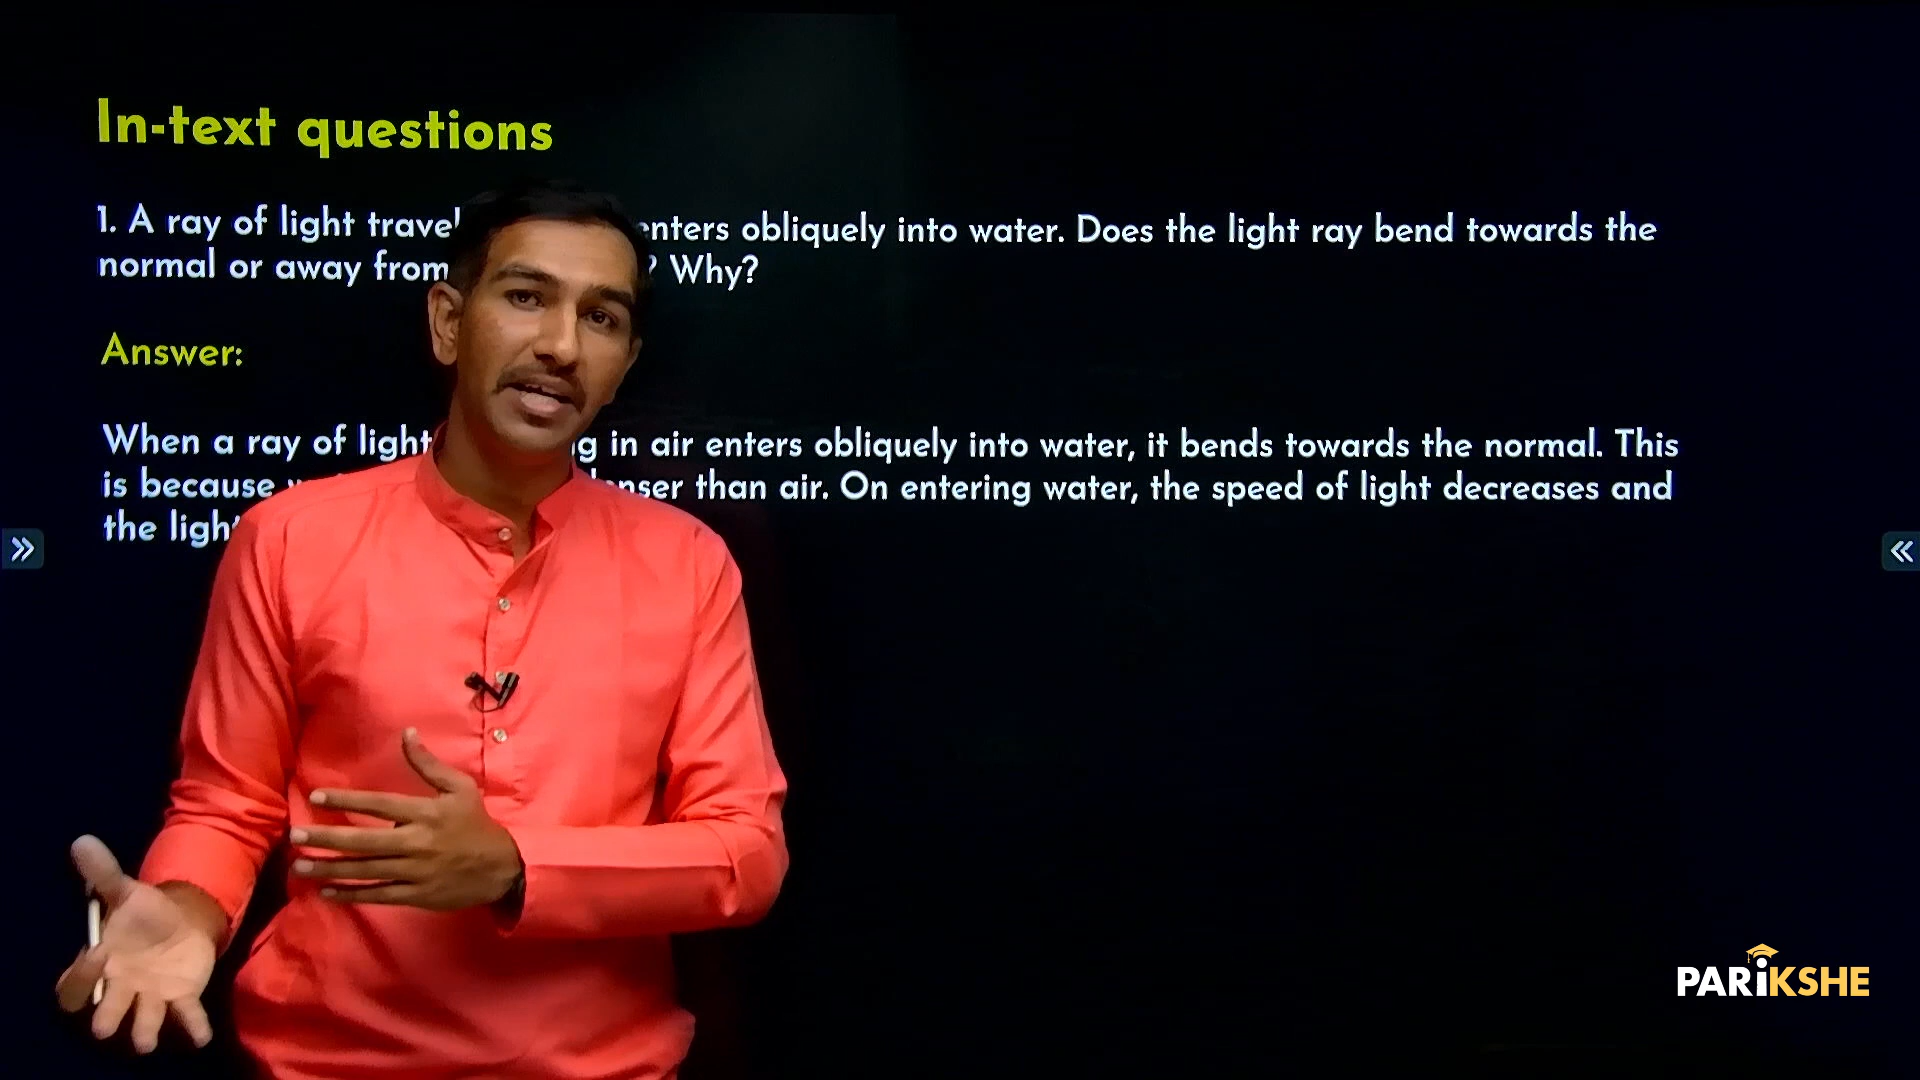 In-text questions
1. A ray of light travel enters obliquely into water. Does the light ray bend towards the
normal or away from ? Why?
Answer:
When a ray of light in air enters obliquely into water, it bends towards the normal. This
is because than air. On entering water, the speed of light decreases and
the light
PARiKSHE